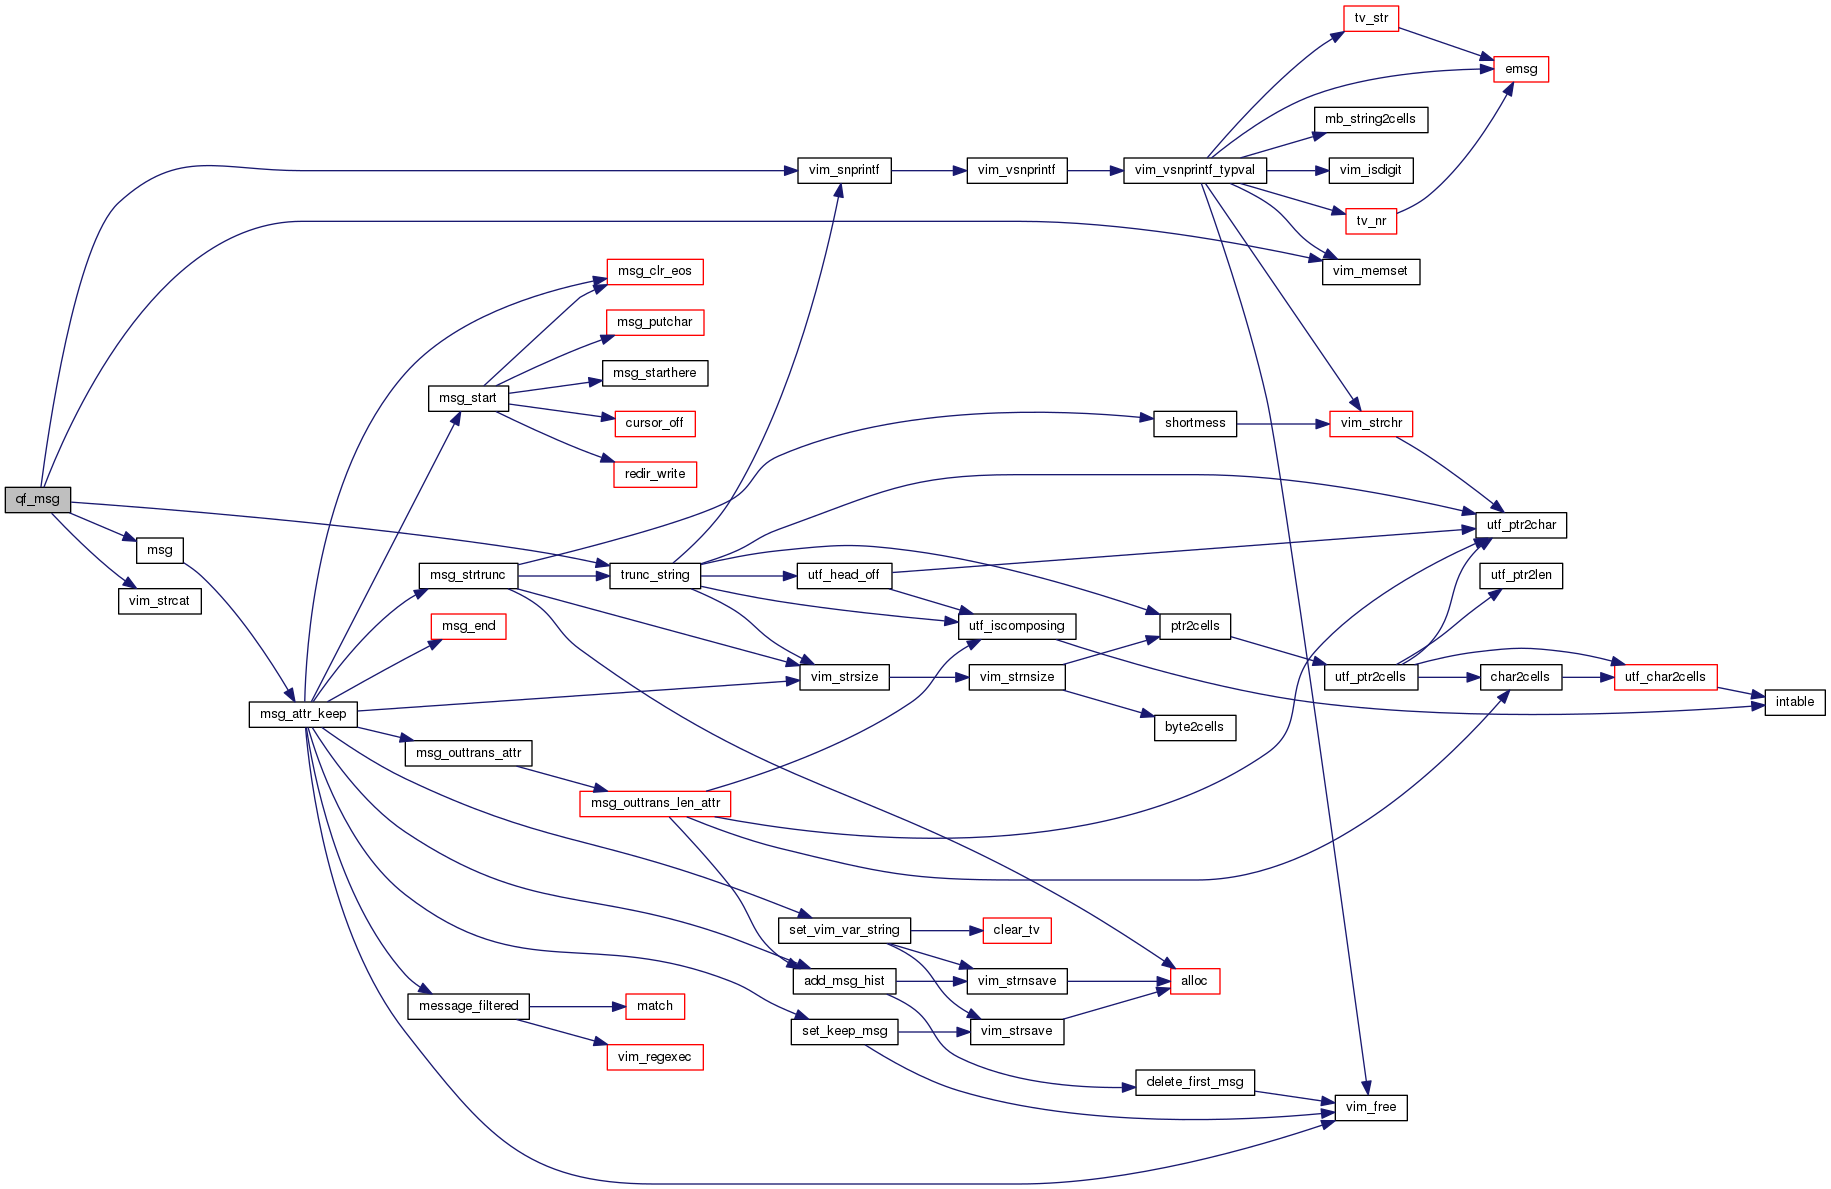 tv_str
emsg
mb_string2cells
vim_snprintf
vim_vsnprintf
vim_vsnprintf_typval
vim_isdigit
tv_nr
msg_clr_eos
vim_memset
msg_putchar
msg_starthere
msg_start
cursor_off
shortmess
vim_strchr
redir_write
qf_msg
utf_ptr2char
msg
msg_strtrunc
trunc_string
utf_head_off
utf_ptr2len
vim_strcat
msg_end
utf_iscomposing
ptr2cells
vim_strsize
vim_strnsize
utf_ptr2cells
char2cells
utf_char2cells
intable
msg_attr_keep
byte2cells
msg_outtrans_attr
msg_outtrans_len_attr
set_vim_var_string
clear_tv
add_msg_hist
vim_strnsave
alloc
message_filtered
match
set_keep_msg
vim_strsave
vim_regexec
delete_first_msg
vim_free